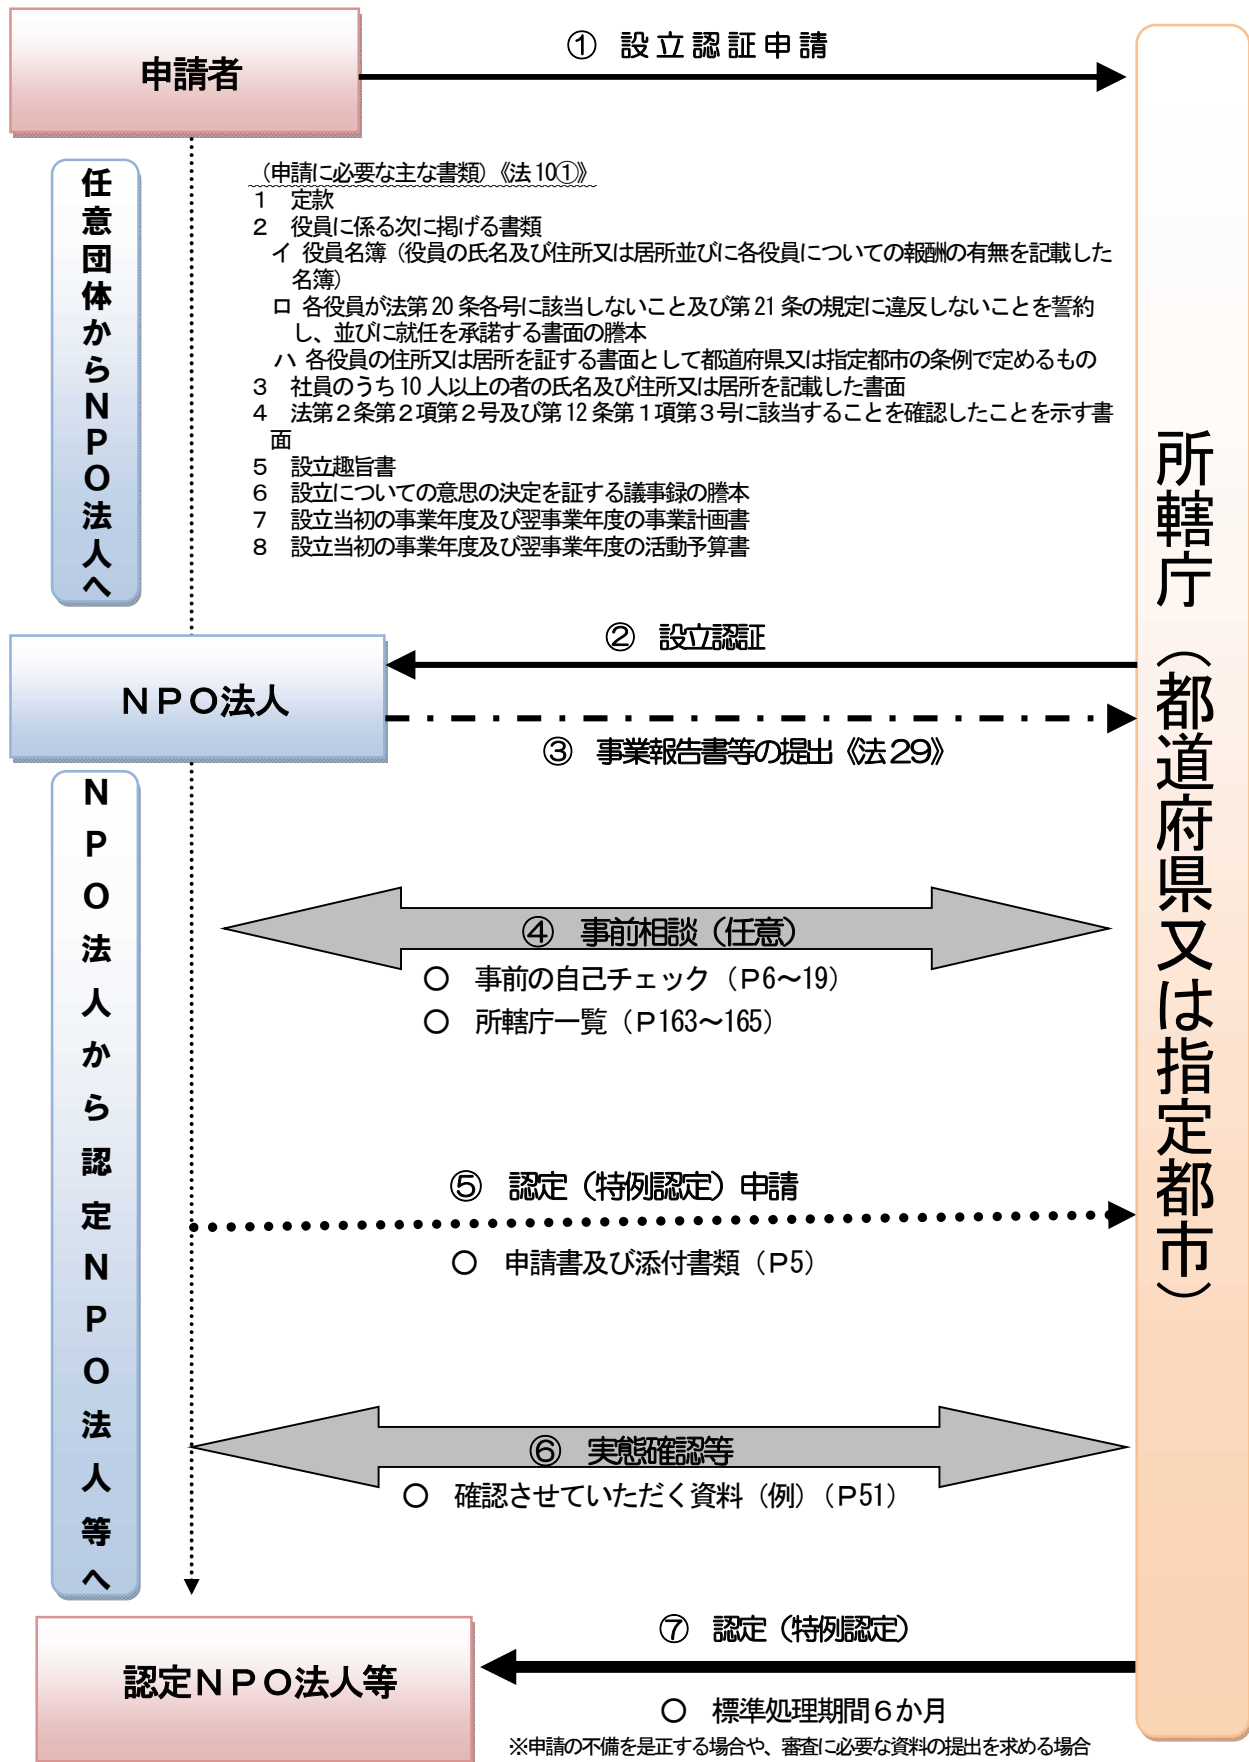 申請者
① 設立認証申請
任意団体からNPO法人へ
（申請に必要な主な書類）《法10①》
1 定款
2 役員に係る次に掲げる書類
イ 役員名簿（役員の氏名及び住所又は居所並びに各役員についての報酬の有無を記載した
名簿）
ロ 各役員が法第20条各号に該当しないこと及び第21条の規定に違反しないことを誓約
し、並びに就任を承諾する書面の謄本
ハ 各役員の住所又は居所を証する書面として都道府県又は指定都市の条例で定めるもの
3 社員のうち10人以上の者の氏名及び住所又は居所を記載した書面
4 法第２条第２項第２号及び第12条第１項第３号に該当することを確認したことを示す書
面
5 設立趣旨書
6 設立についての意思の決定を証する議事録の謄本
7 設立当初の事業年度及び翌事業年度の事業計画書
8 設立当初の事業年度及び翌事業年度の活動予算書
所轄庁（都道府県又は指定都市）
② 設立認証
ＮＰＯ法人
③ 事業報告書等の提出《法29》
ＮＰＯ法人から認定ＮＰＯ法人等へ
④ 事前相談（任意）
○ 事前の自己チェック（Ｐ6～19）
○ 所轄庁一覧（Ｐ163～165）
⑤ 認定（特例認定）申請
○ 申請書及び添付書類（Ｐ5）
⑥ 実態確認等
○ 確認させていただく資料（例）（Ｐ51）
⑦ 認定（特例認定）
認定ＮＰＯ法人等
○ 標準処理期間６か月
※申請の不備を是正する場合や、審査に必要な資料の提出を求める場合